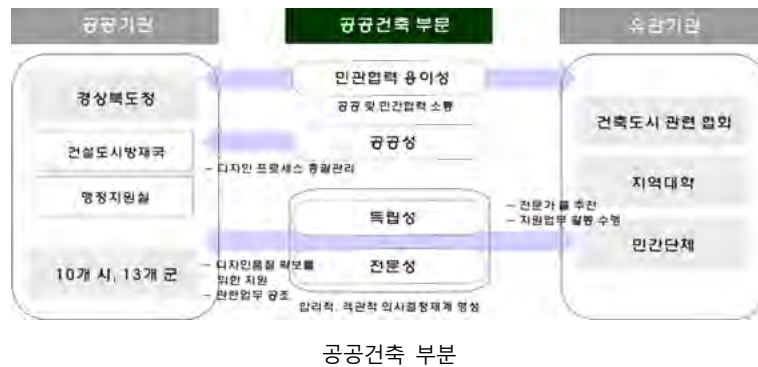 공공기관
공공건축 부문
유관기관
민관협력 용이성
공공 및 민간협력 소통
경상북도청
건축도시 관련 협회
공공성
건설도시방재국
- 디자인 프로세스 총괄관리
지역대학
행정지원실
독립성
- 전문가 풀 추천
- 지원업무 활동 수행
민간단체
10개 시, 13개 군
- 디자인품질 확보를
위한 지원
- 관련업무 공조
전문성
합리적, 객관적 의사결정체계 형성
공공건축 부분